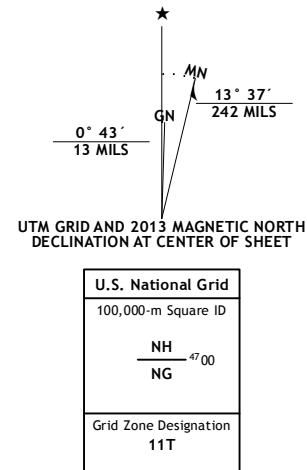 ★
MN
13° 37´
242 MILS
GN
0° 43´
13 MILS
UTM GRID AND 2013 MAGNETIC NORTH
DECLINATION AT CENTER OF SHEET
U.S. National Grid
100,000-m Square ID
NH
4700
NG
Grid Zone Designation
11T